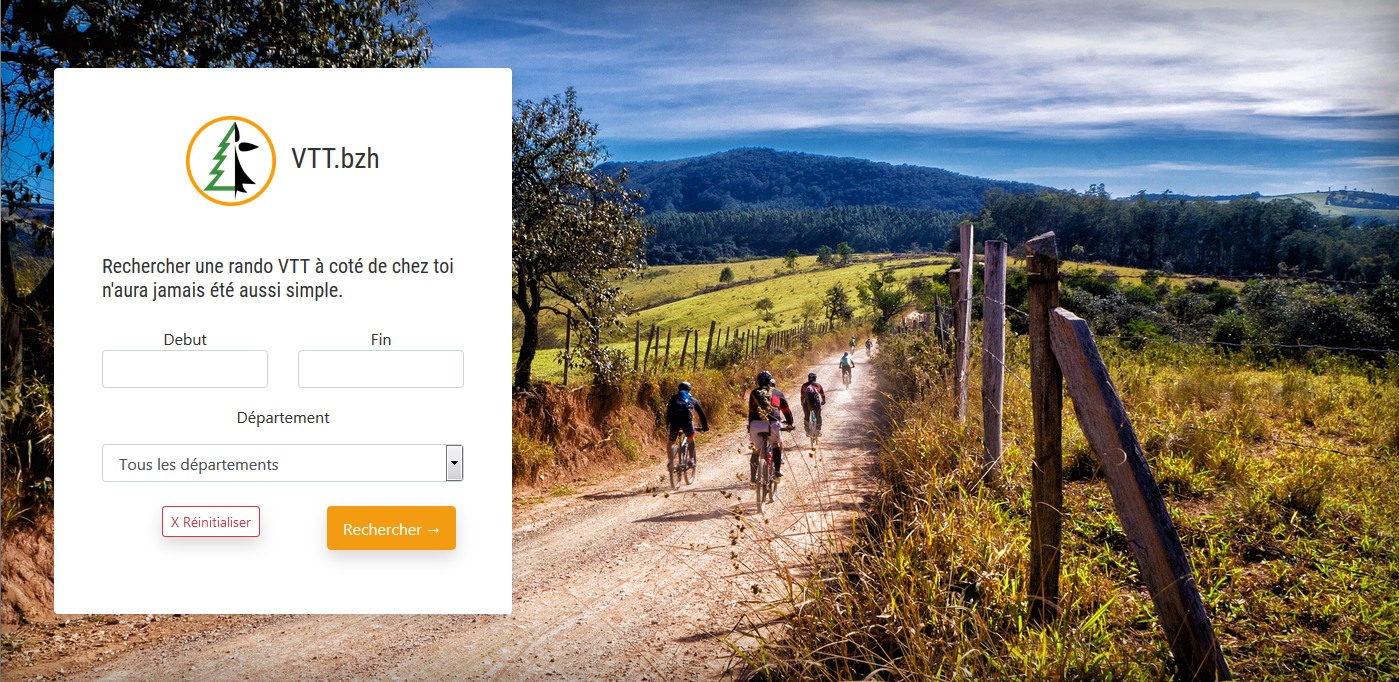 VTT.bzh
Rechercher une rando VTT à coté de chez toi
n'aura jamais été aussi simple.
Debut
Fin
Département
Tous les départements
X Réinitialiser
Rechercher →